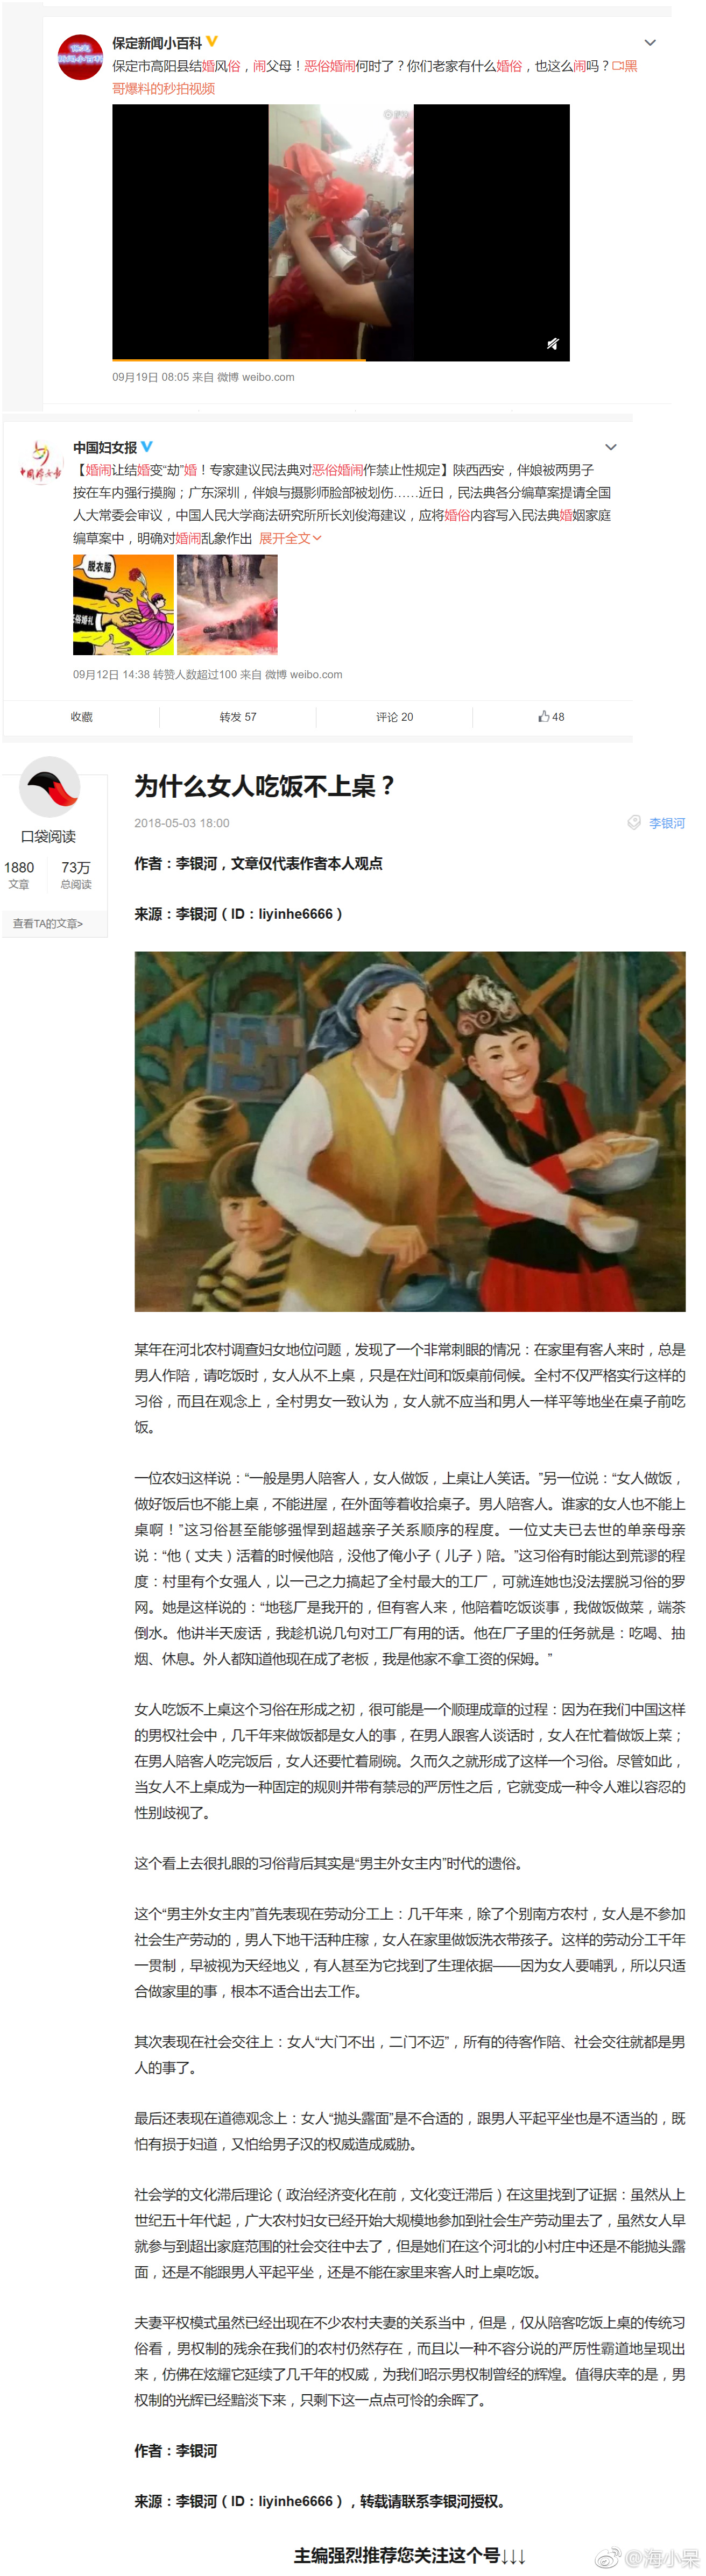 保定新闻小百科
保定市高阳县结婚风俗，闹父母！恶俗婚闹何时了？你们老家有什么婚俗，也这么闹吗？黑
哥爆料的秒拍视频
09月19日 08:05 来自 微博 weibo.com
中国妇女报
【婚闹让结婚变“劫”婚！专家建议民法典对恶俗婚闹作禁止性规定】陕西西安，伴娘被两男子
按在车内强行摸胸；广东深圳，伴娘与摄影师脸部被划伤……近日，民法典各分编草案提请全国
人大常委会审议，中国人民大学商法研究所所长刘俊海建议，应将婚俗内容写入民法典婚姻家庭
编草案中，明确对婚闹乱象作出 展开全文
脱衣服
09月12日 14:38 转赞人数超过100 来自 微博 weibo.com
收藏
转发 57
评论 20
48
为什么女人吃饭不上桌？
2018-05-03 18:00
李银河
口袋阅读
1880
文章
73万
总阅读
查看TA的文章>
作者：李银河，文章仅代表作者本人观点
来源：李银河（ID：liyinhe6666）
某年在河北农村调查妇女地位问题，发现了一个非常刺眼的情况：在家里有客人来时，总是
男人作陪，请吃饭时，女人从不上桌，只是在灶间和饭桌前伺候。全村不仅严格实行这样的
习俗，而且在观念上，全村男女一致认为，女人就不应当和男人一样平等地坐在桌子前吃
饭。
一位农妇这样说：“一般是男人陪客人，女人做饭，上桌让人笑话。”另一位说：“女人做饭，
做好饭后也不能上桌，不能进屋，在外面等着收拾桌子。男人陪客人。谁家的女人也不能上
桌啊！”这习俗甚至能够强悍到超越亲子关系顺序的程度。一位丈夫已去世的单亲母亲
说：“他（丈夫）活着的时候他陪，没他了俺小子（儿子）陪。”这习俗有时能达到荒谬的程
度：村里有个女强人，以一己之力搞起了全村最大的工厂，可就连她也没法摆脱习俗的罗
网。她是这样说的：“地毯厂是我开的，但有客人来，他陪着吃饭谈事，我做饭做菜，端茶
倒水。他讲半天废话，我趁机说几句对工厂有用的话。他在厂子里的任务就是：吃喝、抽
烟、休息。外人都知道他现在成了老板，我是他家不拿工资的保姆。”
女人吃饭不上桌这个习俗在形成之初，很可能是一个顺理成章的过程：因为在我们中国这样
的男权社会中，几千年来做饭都是女人的事，在男人跟客人谈话时，女人在忙着做饭上菜；
在男人陪客人吃完饭后，女人还要忙着刷碗。久而久之就形成了这样一个习俗。尽管如此，
当女人不上桌成为一种固定的规则并带有禁忌的严厉性之后，它就变成一种令人难以容忍的
性别歧视了。
这个看上去很扎眼的习俗背后其实是“男主外女主内”时代的遗俗。
这个“男主外女主内”首先表现在劳动分工上：几千年来，除了个别南方农村，女人是不参加
社会生产劳动的，男人下地干活种庄稼，女人在家里做饭洗衣带孩子。这样的劳动分工千年
一贯制，早被视为天经地义，有人甚至为它找到了生理依据——因为女人要哺乳，所以只适
合做家里的事，根本不适合出去工作。
其次表现在社会交往上：女人“大门不出，二门不迈”，所有的待客作陪、社会交往就都是男
人的事了。
最后还表现在道德观念上：女人“抛头露面”是不合适的，跟男人平起平坐也是不适当的，既
怕有损于妇道，又怕给男子汉的权威造成威胁。
社会学的文化滞后理论（政治经济变化在前，文化变迁滞后）在这里找到了证据：虽然从上
世纪五十年代起，广大农村妇女已经开始大规模地参加到社会生产劳动里去了，虽然女人早
就参与到超出家庭范围的社会交往中去了，但是她们在这个河北的小村庄中还是不能抛头露
面，还是不能跟男人平起平坐，还是不能在家里来客人时上桌吃饭。
夫妻平权模式虽然已经出现在不少农村夫妻的关系当中，但是，仅从陪客吃饭上桌的传统习
俗看，男权制的残余在我们的农村仍然存在，而且以一种不容分说的严厉性霸道地呈现出
来，仿佛在炫耀它延续了几千年的权威，为我们昭示男权制曾经的辉煌。值得庆幸的是，男
权制的光辉已经黯淡下来，只剩下这一点点可怜的余晖了。
作者：李银河
来源：李银河（ID：liyinhe6666），转载请联系李银河授权。
主编强烈推荐您关注这个号↓↓↓
@海小呆